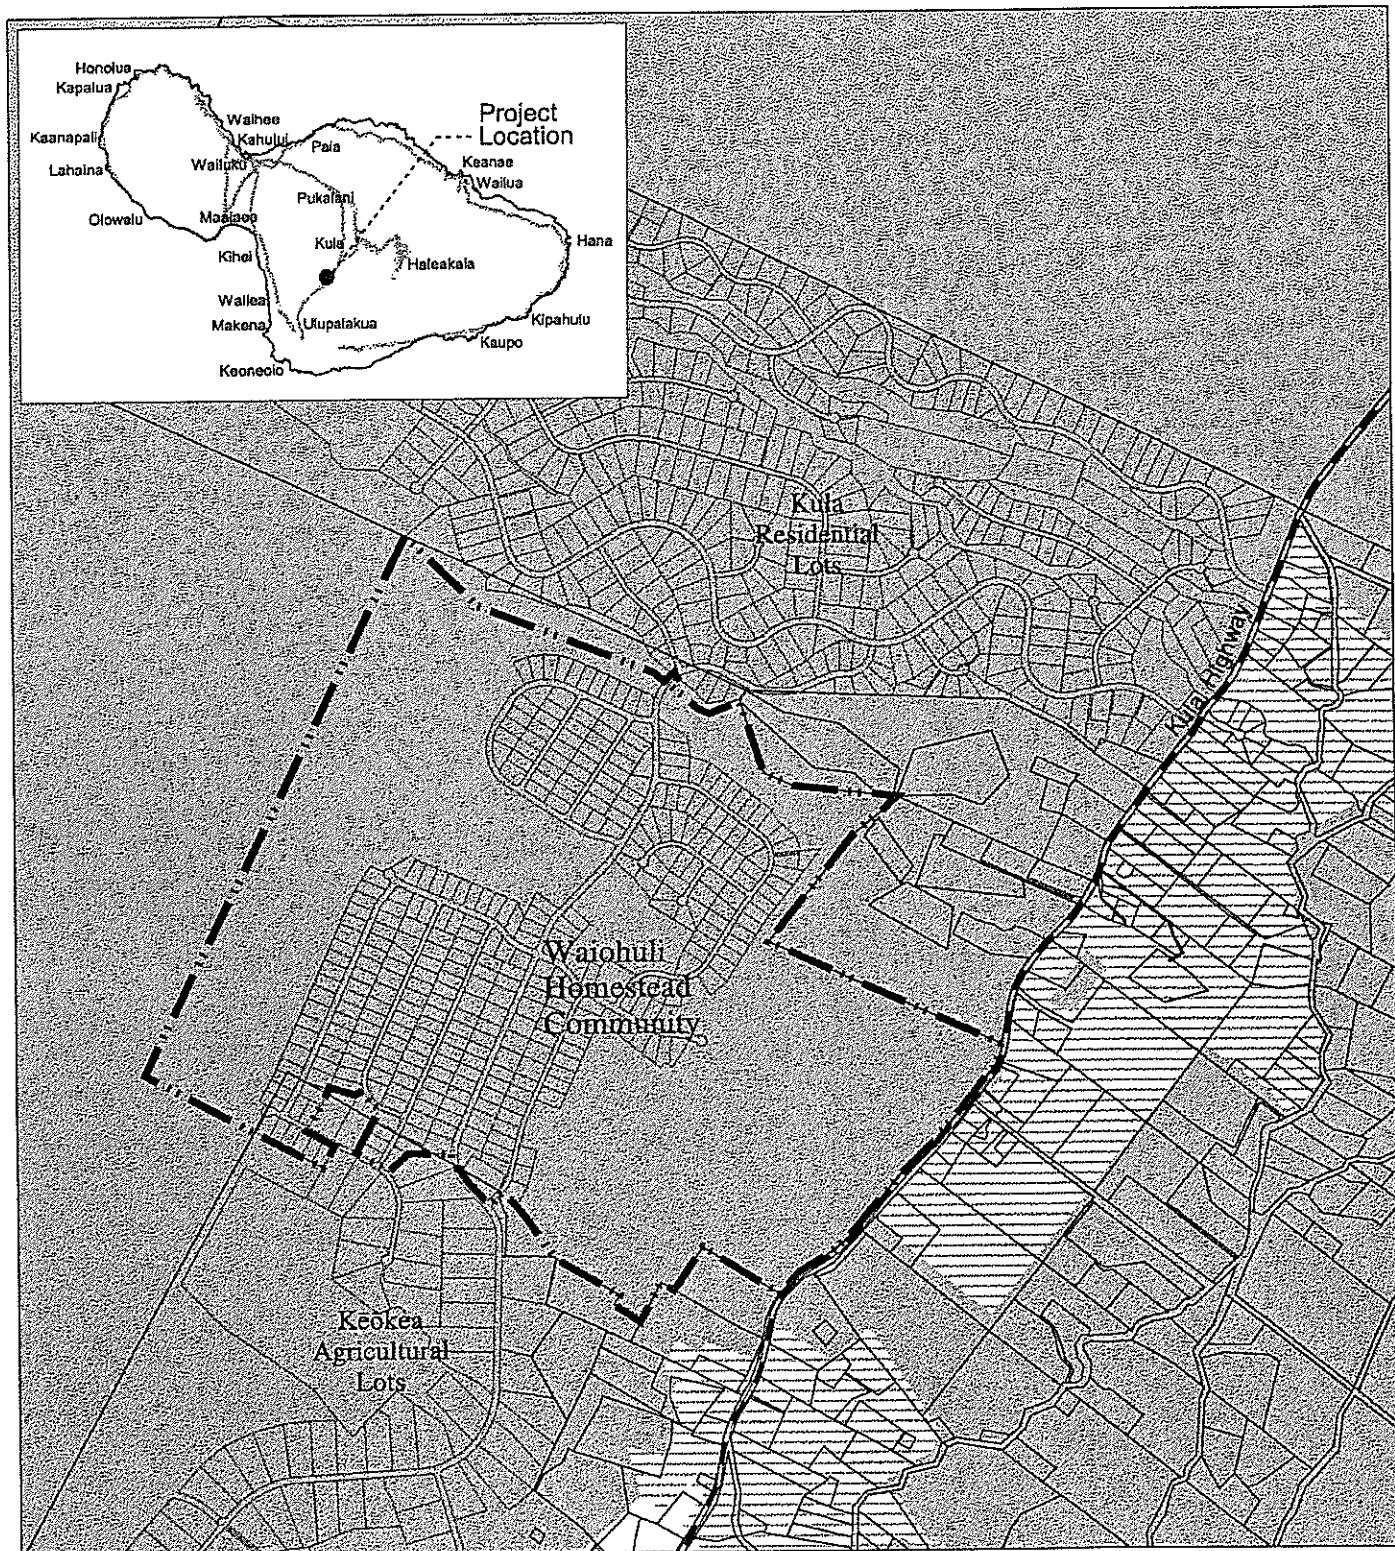 Honolua
Kapalua
Kaanapali
Lahaina
Olowalu
Waihee
Kahului
Wailuku
Maalaea
Kihei
Wailea
Makena
Keoneoio
Paia
Pukalani
Kula
Ulupalakua
Haleakala
Keanae
Wailua
Hana
Kipahulu
Kaupo
Project
Location
Kula
Residential
Lots
Kula Highway
Waiohuli
Homestead
Community
Keokea
Agricultural
Lots